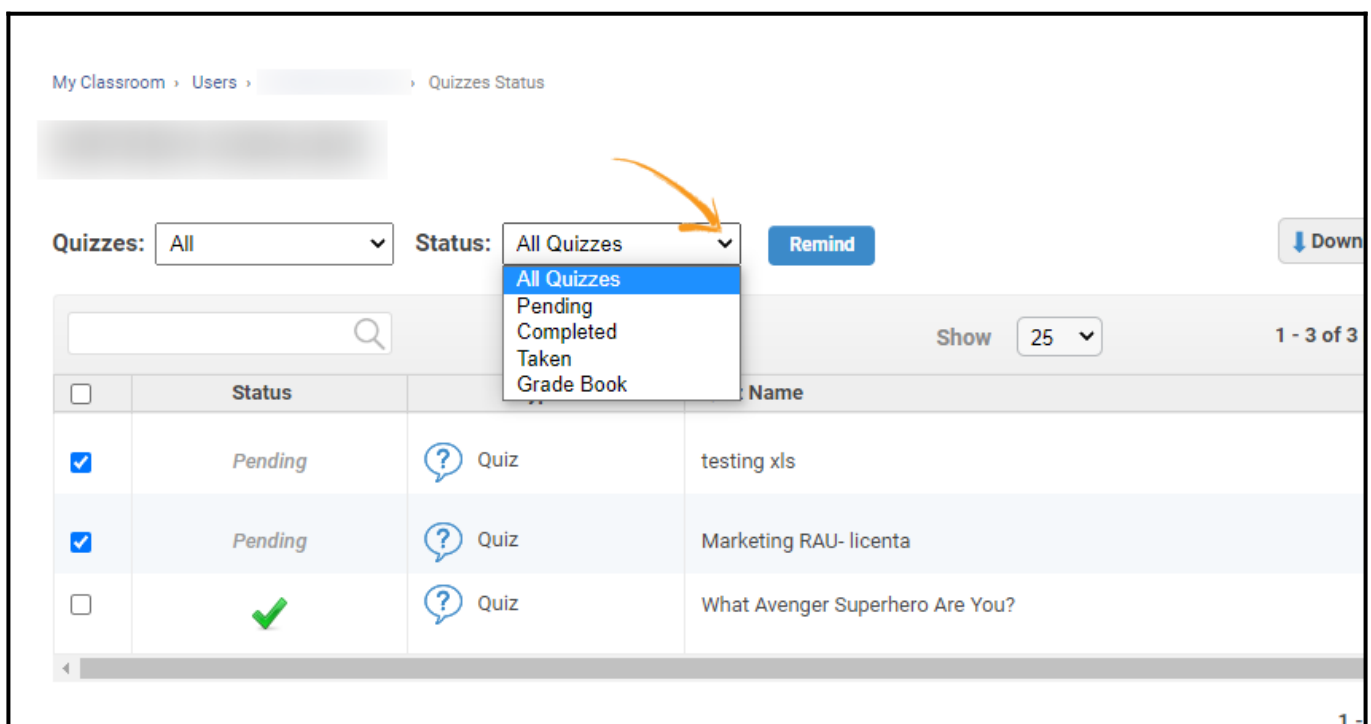 My Classroom › Users › › Quizzes Status
Quizzes: All Status: All Quizzes Remind Down
All Quizzes
Pending
Completed
Taken
Grade Book
Show 25 1 - 3 of 3
Status Name
Pending Quiz testing xls
Pending Quiz Marketing RAU- licenta
Quiz What Avenger Superhero Are You?
1 -